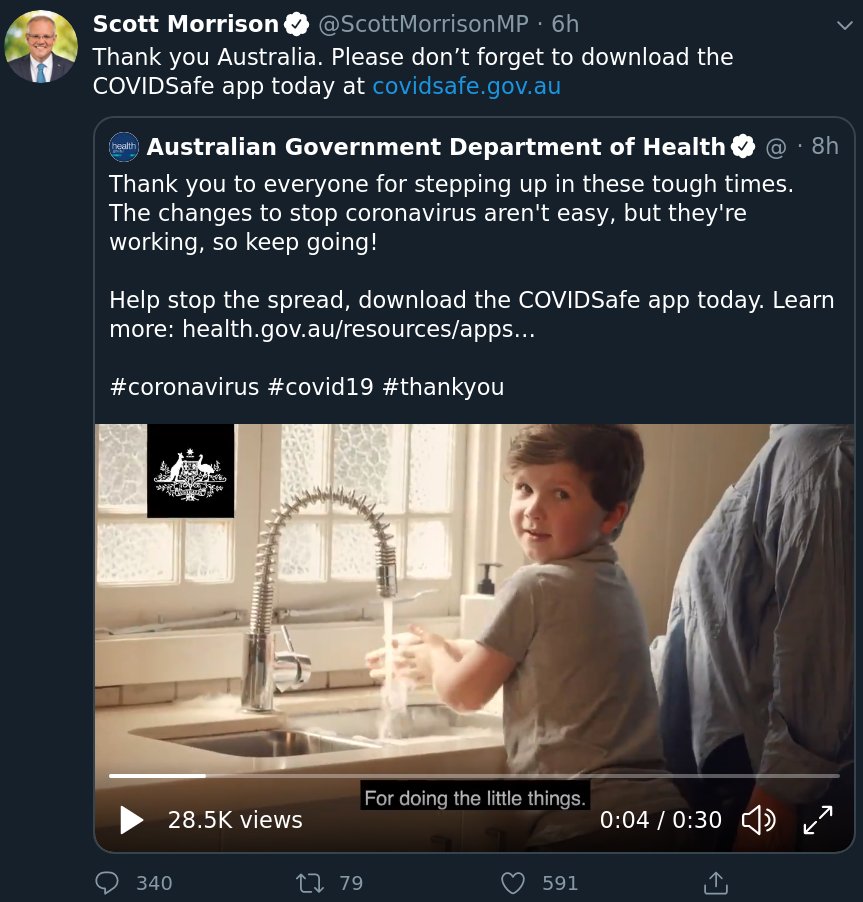 Scott Morrison @ScottMorrisonMP · 6h
Thank you Australia. Please don’t forget to download the
COVIDSafe app today at covidsafe.gov.au
health
Australian Government Department of Health @ · 8h
Thank you to everyone for stepping up in these tough times.
The changes to stop coronavirus aren't easy, but they're
working, so keep going!
Help stop the spread, download the COVIDSafe app today. Learn
more: health.gov.au/resources/apps…
#coronavirus #covid19 #thankyou
For doing the little things.
28.5K views
0:04 / 0:30
340
79
591